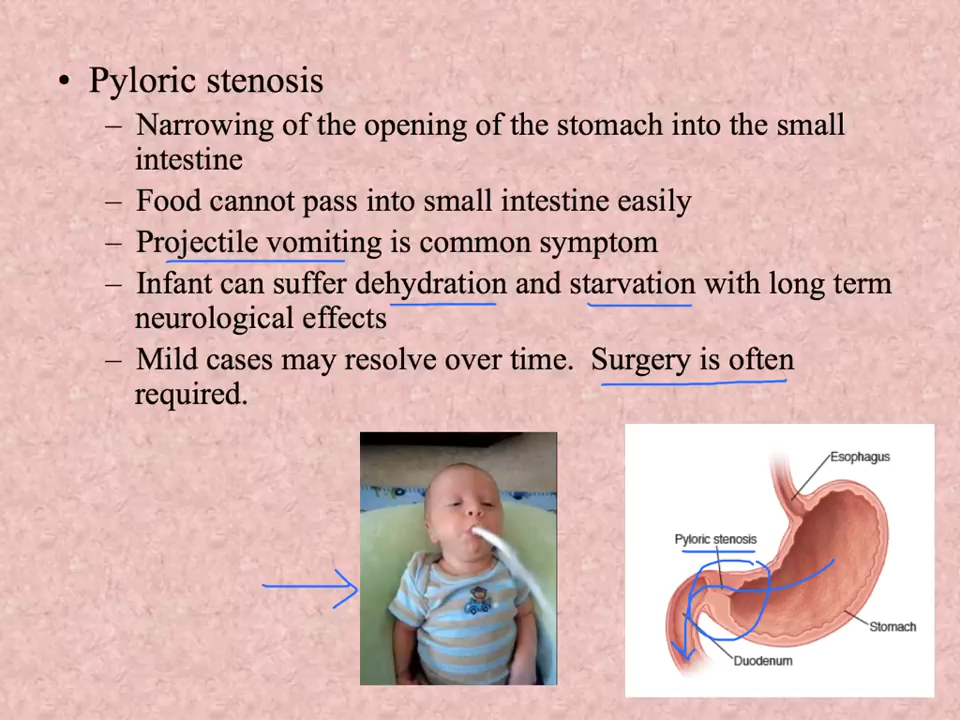 • Pyloric stenosis
– Narrowing of the opening of the stomach into the small
intestine
– Food cannot pass into small intestine easily
– Projectile vomiting is common symptom
– Infant can suffer dehydration and starvation with long term
neurological effects
– Mild cases may resolve over time.  Surgery is often
required.
Esophagus
Pyloric stenosis
Stomach
Duodenum